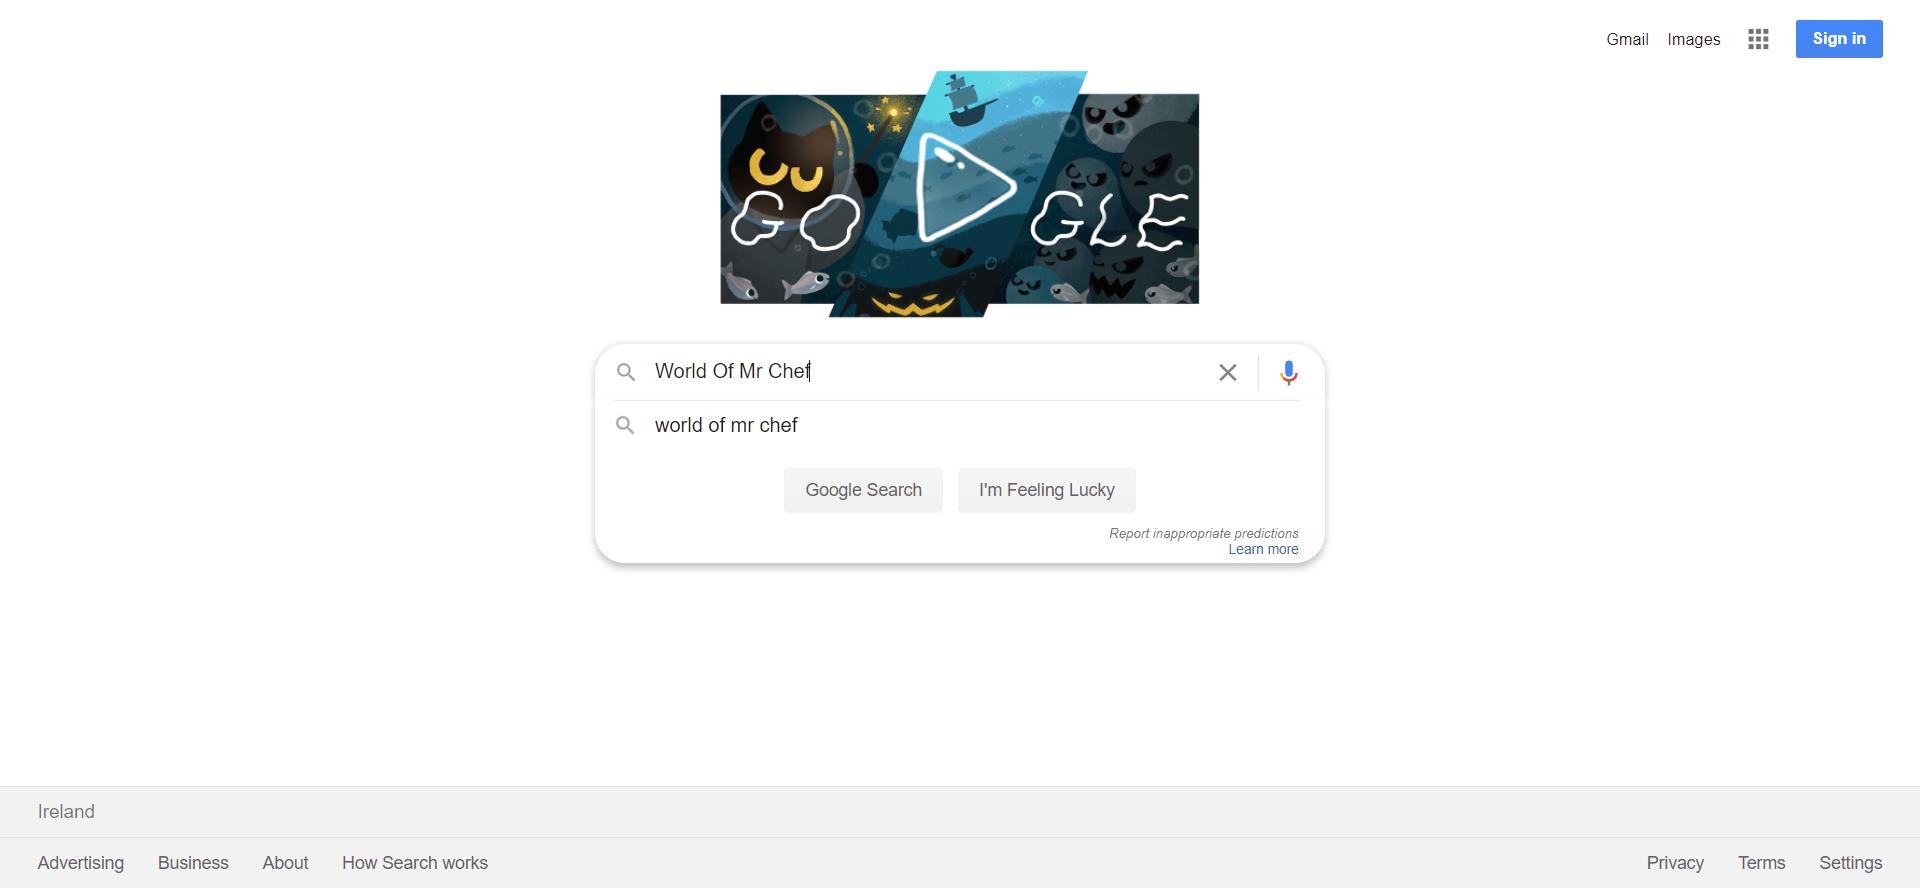 Gmail Images Sign in
GO GLE
World Of Mr Chef
world of mr chef
Google Search I'm Feeling Lucky
Report inappropriate predictions
Learn more
Ireland
Advertising Business About How Search works Privacy Terms Settings